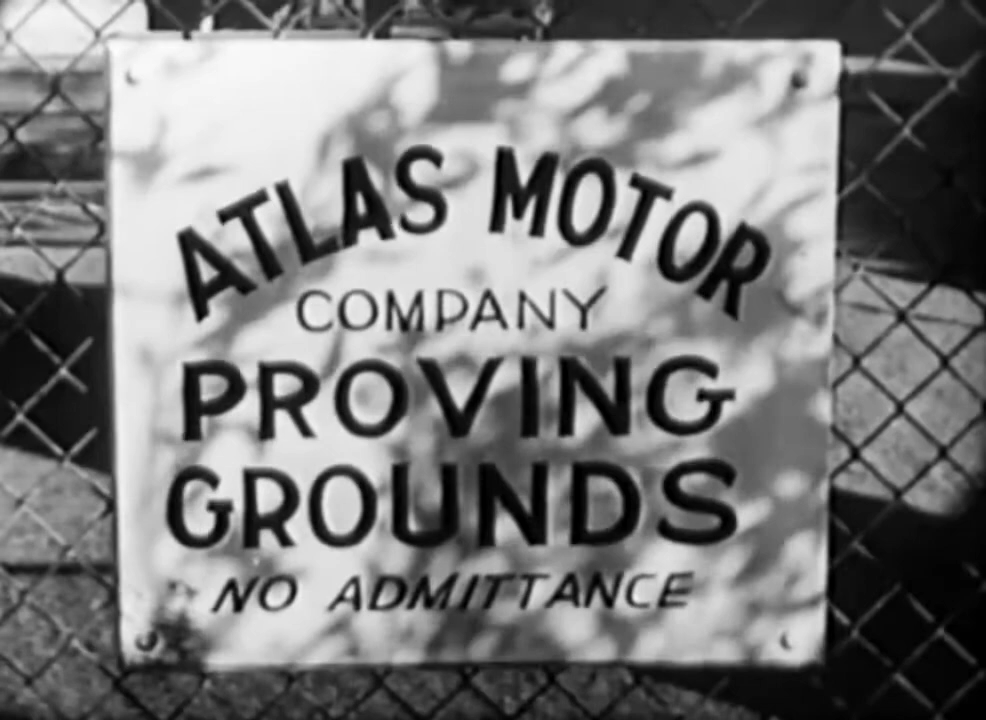 ATLAS MOTOR
COMPANY
PROVING
GROUNDS
NO ADMITTANCE